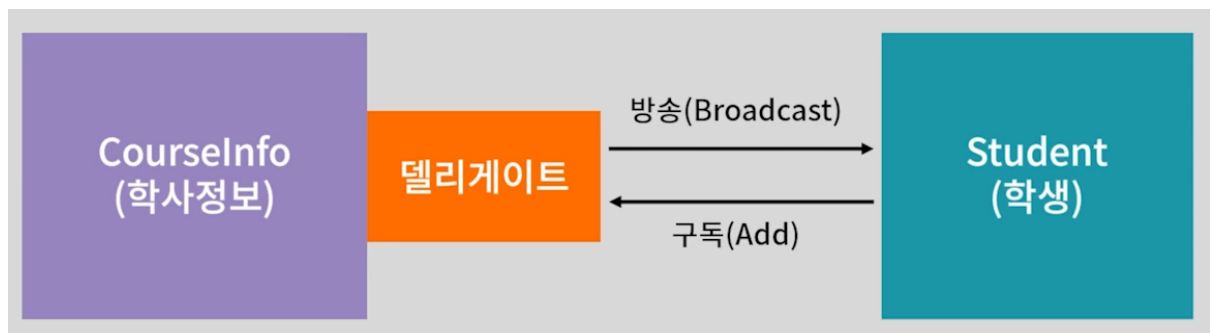 CourseInfo
(학사정보)
델리게이트
방송(Broadcast)
구독(Add)
Student
(학생)